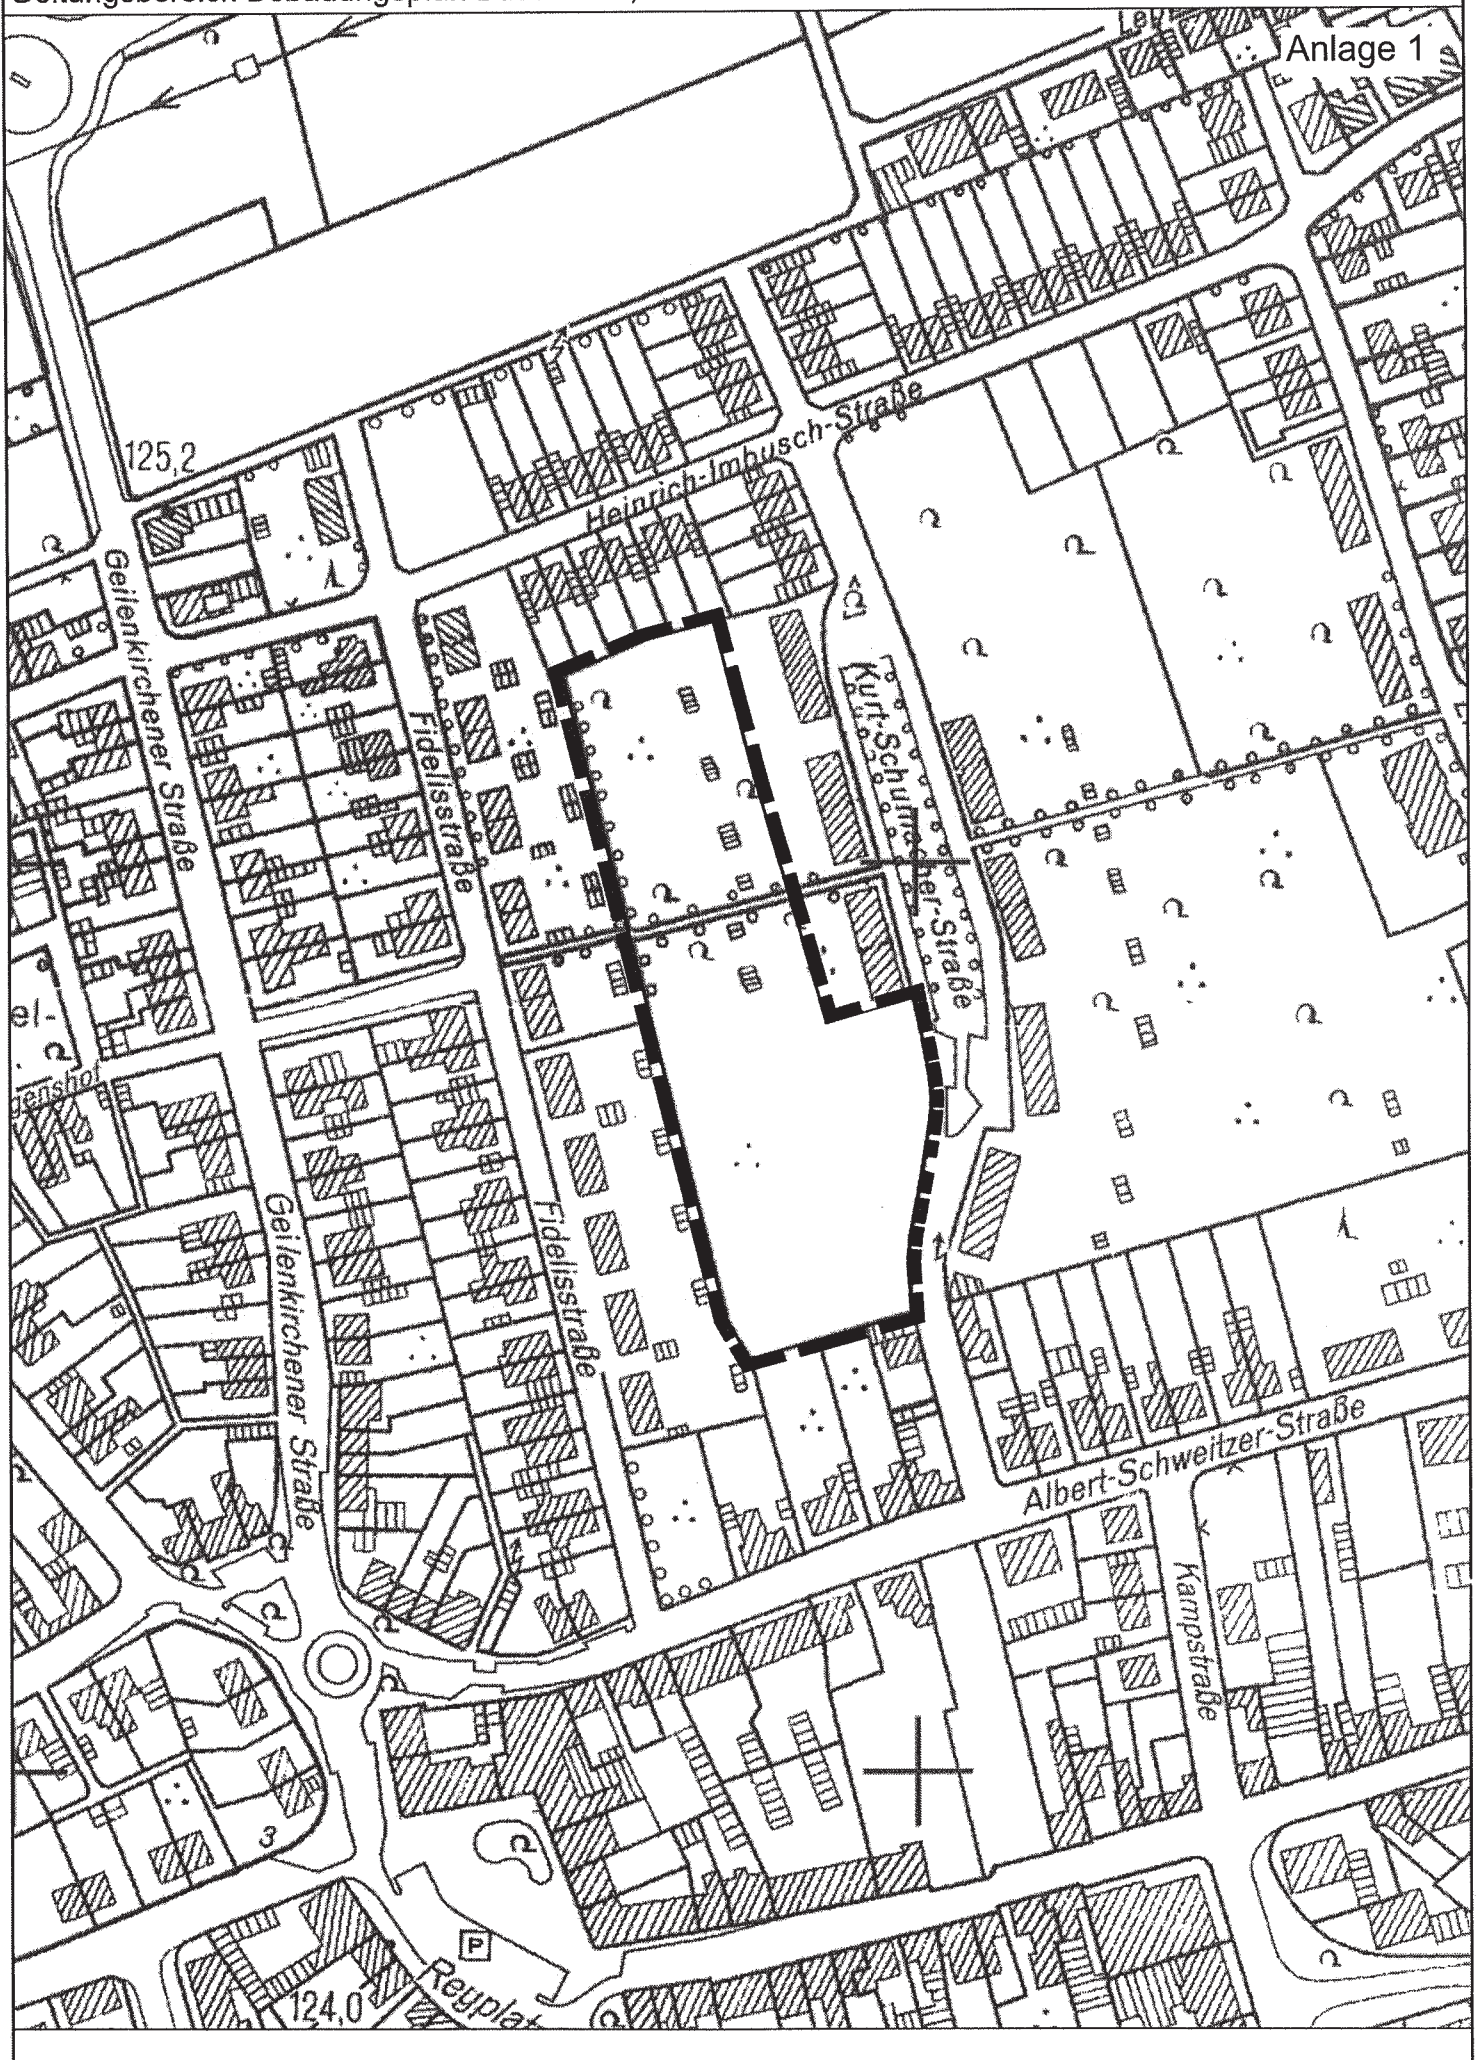 Anlage 1
125,2
Heinrich-Imbusch-Straße
Geilenkirchener Straße
Fidelisstraße
Kurt-Schumacher-Straße
Geilenkirchener Straße
Fidelisstraße
Albert-Schweitzer-Straße
Kampstraße
3
P
124,0